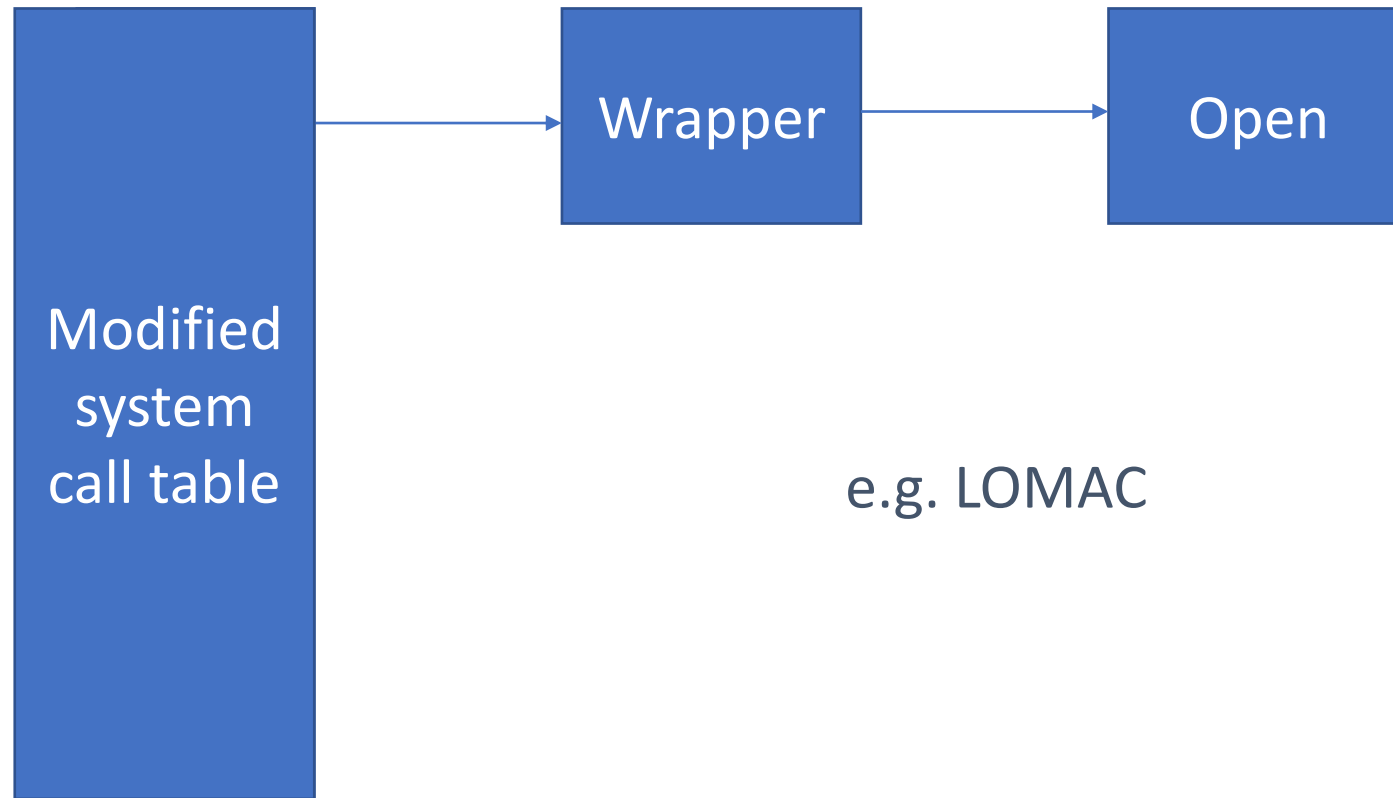 Wrapper
Open
Modified
system
call table
e.g. LOMAC